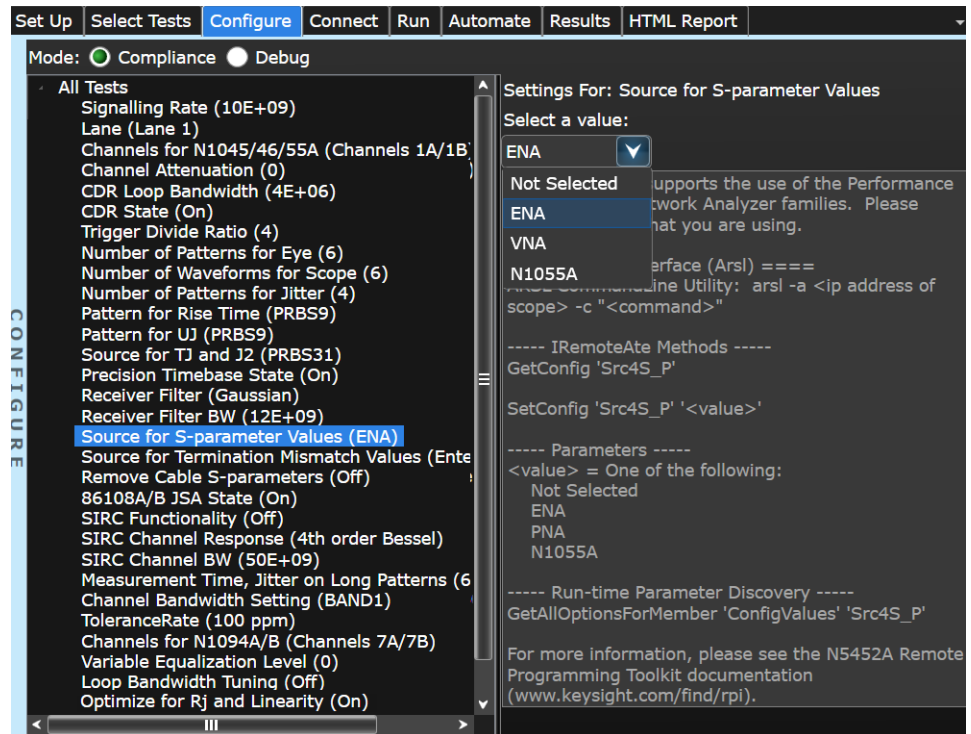 Set Up Select Tests Configure Connect Run Automate Results HTML Report
Mode: Compliance Debug
All Tests
Signalling Rate (10E+09)
Lane (Lane 1)
Channels for N1045/46/55A (Channels 1A/1B
Channel Attenuation (0)
CDR Loop Bandwidth (4E+06)
CDR State (On)
Trigger Divide Ratio (4)
Number of Patterns for Eye (6)
Number of Waveforms for Scope (6)
Number of Patterns for Jitter (4)
Pattern for Rise Time (PRBS9)
Pattern for UJ (PRBS9)
Source for TJ and J2 (PRBS31)
Precision Timebase State (On)
Receiver Filter (Gaussian)
Receiver Filter BW (12E+09)
Source for S-parameter Values (ENA)
Source for Termination Mismatch Values (Ente
Remove Cable S-parameters (Off)
86108A/B JSA State (On)
SIRC Functionality (Off)
SIRC Channel Response (4th order Bessel)
SIRC Channel BW (50E+09)
Measurement Time, Jitter on Long Patterns (6
Channel Bandwidth Setting (BAND1)
ToleranceRate (100 ppm)
Channels for N1094A/B (Channels 7A/7B)
Variable Equalization Level (0)
Loop Bandwidth Tuning (Off)
Optimize for Rj and Linearity (On)
CONFIGURE
Settings For: Source for S-parameter Values
Select a value:
ENA
Not Selected
ENA
VNA
N1055A
upports the use of the Performance
twork Analyzer families. Please
hat you are using.
erface (Arsl) ====
CommandLine Utility: arsl -a <ip address of
scope> -c "<command>"
----- IRemoteAte Methods -----
GetConfig 'Src4S_P'
SetConfig 'Src4S_P' '<value>'
----- Parameters -----
<value> = One of the following:
Not Selected
ENA
PNA
N1055A
----- Run-time Parameter Discovery -----
GetAllOptionsForMember 'ConfigValues' 'Src4S_P'
For more information, please see the N5452A Remote
Programming Toolkit documentation
(www.keysight.com/find/rpi).